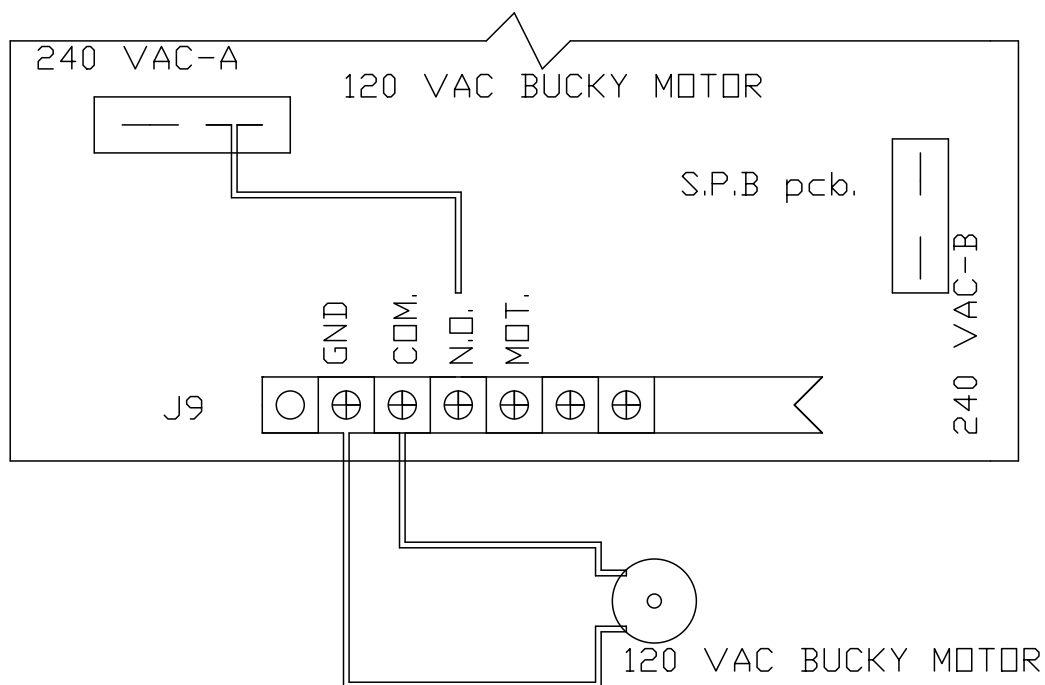 240 VAC-A
120 VAC BUCKY MOTOR
S.P.B pcb.
240 VAC-B
GND
COM.
N.O.
MOT.
J9
120 VAC BUCKY MOTOR